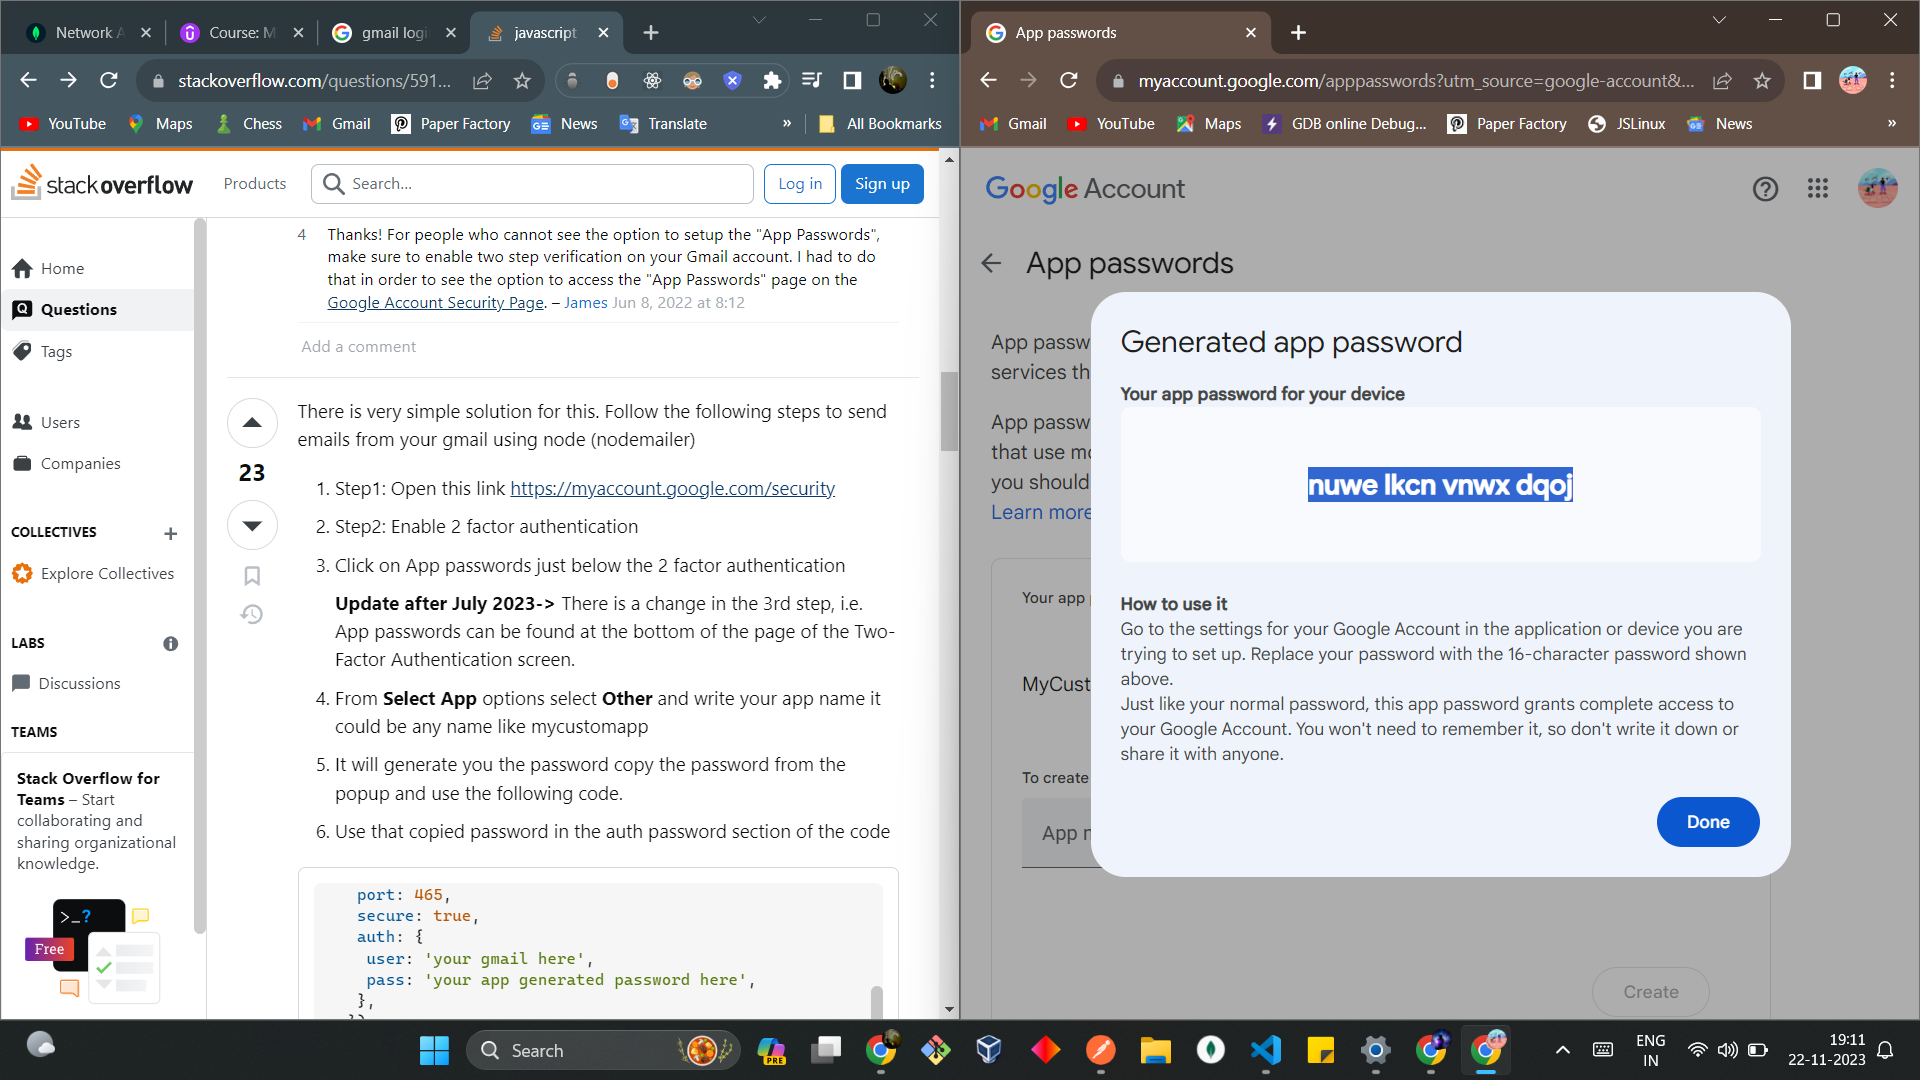 Network A
Course: M
gmail logi
javascript
stackoverflow.com/questions/591...
YouTube
Maps
Chess
Gmail
Paper Factory
News
Translate
»
All Bookmarks
stackoverflow
Products
Search...
Log in
Sign up
Home
Questions
Tags
Users
Companies
COLLECTIVES
Explore Collectives
LABS
Discussions
TEAMS
Stack Overflow for
Teams – Start
collaborating and
sharing organizational
knowledge.
>_?
Free
4
Thanks! For people who cannot see the option to setup the "App Passwords",
make sure to enable two step verification on your Gmail account. I had to do
that in order to see the option to access the "App Passwords" page on the
Google Account Security Page. – James Jun 8, 2022 at 8:12
Add a comment
23
There is very simple solution for this. Follow the following steps to send
emails from your gmail using node (nodemailer)
1. Step1: Open this link https://myaccount.google.com/security
2. Step2: Enable 2 factor authentication
3. Click on App passwords just below the 2 factor authentication
Update after July 2023-> There is a change in the 3rd step, i.e.
App passwords can be found at the bottom of the page of the Two-
Factor Authentication screen.
4. From Select App options select Other and write your app name it
could be any name like mycustomapp
5. It will generate you the password copy the password from the
popup and use the following code.
6. Use that copied password in the auth password section of the code
port: 465,
secure: true,
auth: {
user: 'your gmail here',
pass: 'your app generated password here',
},
App passwords
myaccount.google.com/apppasswords?utm_source=google-account&...
Gmail
YouTube
Maps
GDB online Debug...
Paper Factory
JSLinux
News
»
Google Account
App passwords
App passw
services th
App passw
that use mo
you should
Learn more
Your app p
MyCust
To create
App n
Create
Generated app password
Your app password for your device
nuwe lkcn vnwx dqoj
How to use it
Go to the settings for your Google Account in the application or device you are
trying to set up. Replace your password with the 16-character password shown
above.
Just like your normal password, this app password grants complete access to
your Google Account. You won't need to remember it, so don't write it down or
share it with anyone.
Done
Search
PRE
ENG
IN
19:11
22-11-2023